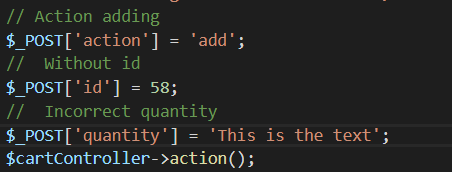 // Action adding
$_POST['action'] = 'add';
//  Without id
$_POST['id'] = 58;
//  Incorrect quantity
$_POST['quantity'] = 'This is the text';
$cartController->action();